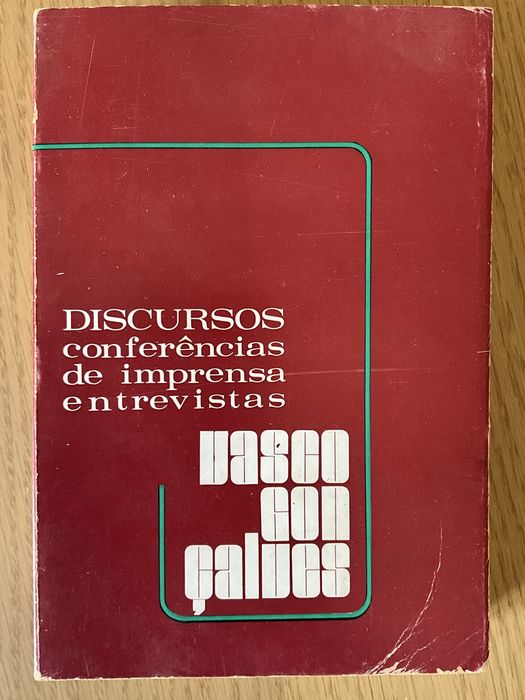 DISCURSOS
conferências
de imprensa
entrevistas
vasco
gon
çalves